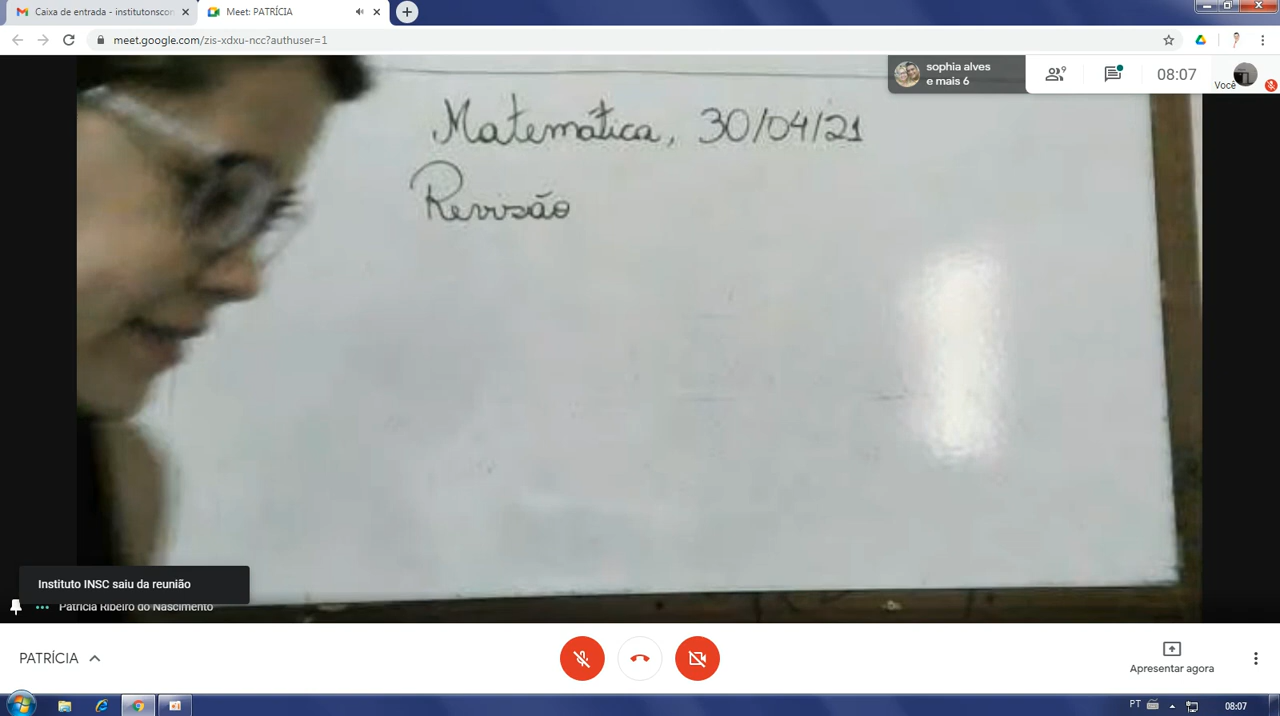 Caixa de entrada - institutonscon
Meet: PATRÍCIA
meet.google.com/zis-xdxu-ncc?authuser=1
sophia alves
e mais 6
9
08:07
Você
Matemática, 30/04/21
Revisão
Instituto INSC saiu da reunião
Patrícia Ribeiro do Nascimento
PATRÍCIA
Apresentar agora
PT
08:07